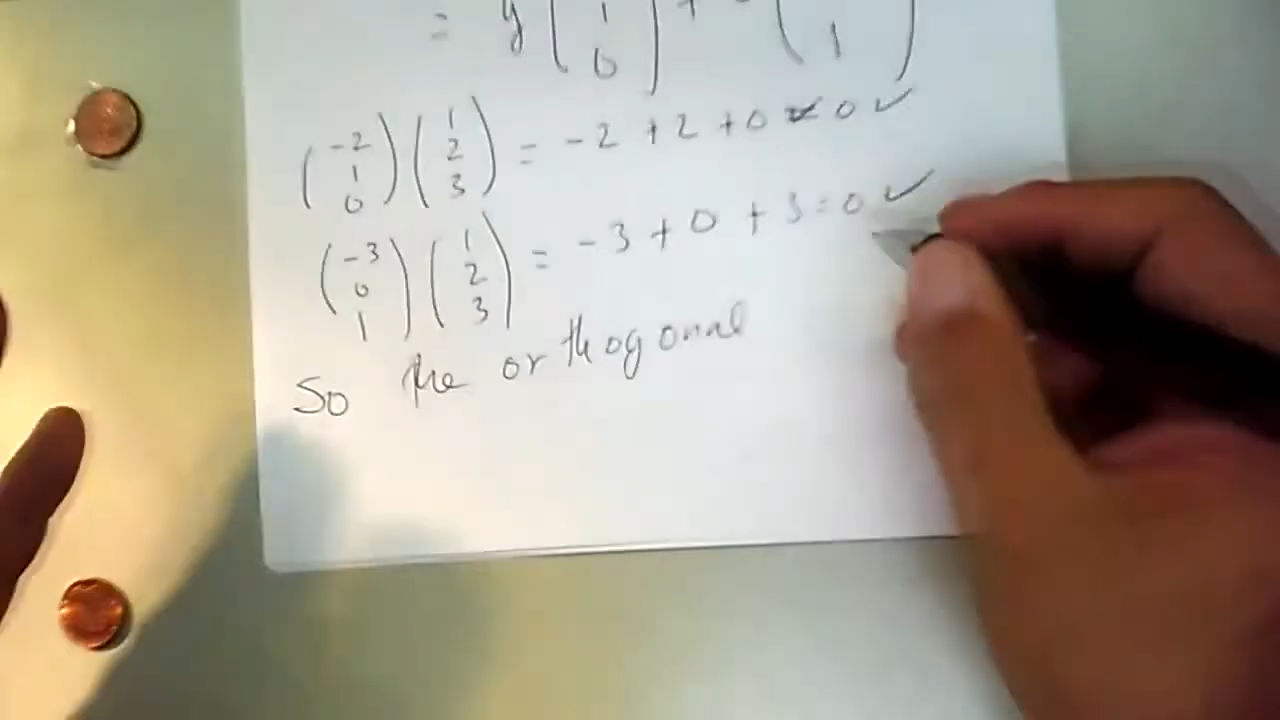 = y ( 1 0 ) + ( 1 )
( -2 1 0 ) ( 1 2 3 ) = -2 + 2 + 0 = 0 ✓
( -3 0 1 ) ( 1 2 3 ) = -3 + 0 + 3 = 0 ✓
So the orthogonal